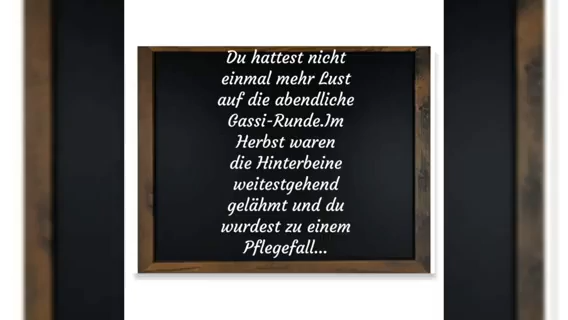 Du hattest nicht
einmal mehr Lust
auf die abendliche
Gassi-Runde.Im
Herbst waren
die Hinterbeine
weitestgehend
gelähmt und du
wurdest zu einem
Pflegefall...